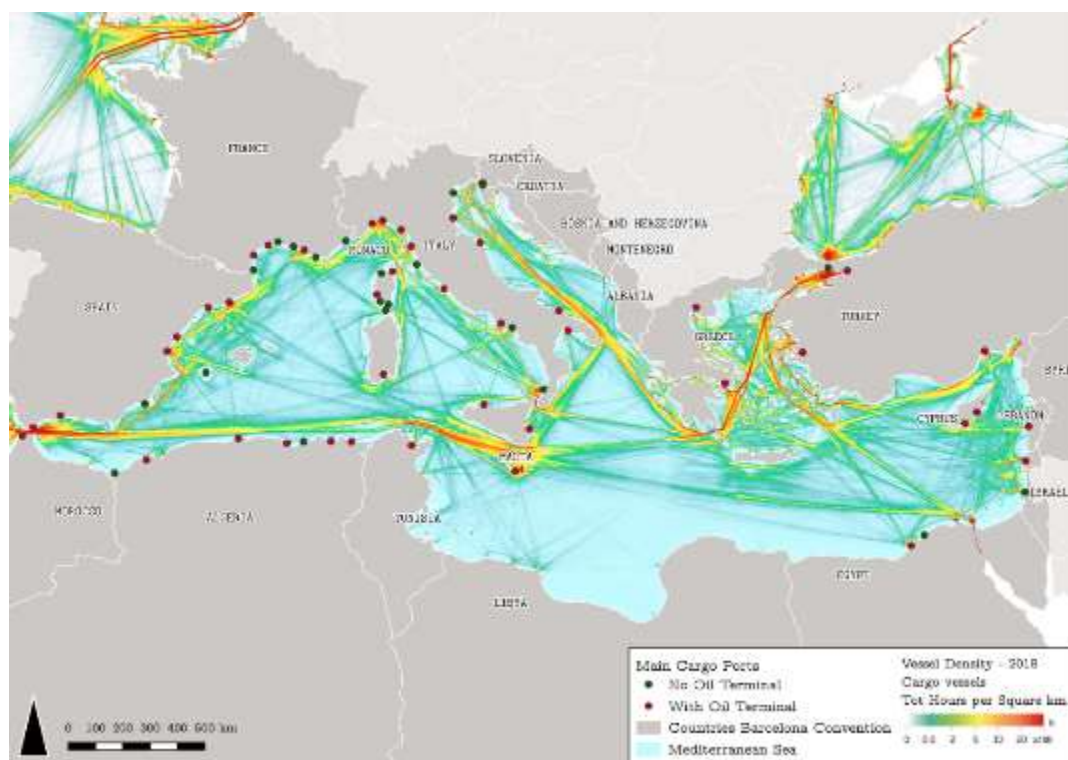 FRANCE
SLOVENIA
CROATIA
BOSNIA AND HERSEGOVINA
MONACO
ITALY
MONTENEGRO
ALBANIA
SPAIN
TURKEY
GREECE
CYPRUS
LEBANON
MALTA
ISRAEL
MOROCCO
ALGERIA
TUNISIA
EGYPT
LIBYA
Main Cargo Ports
No Oil Terminal
With Oil Terminal
Countries Barcelona Convention
Mediterranean Sea
Vessel Density - 2018
Cargo vessels
Tot Hours per Square km
0 100 200 300 400 500 km